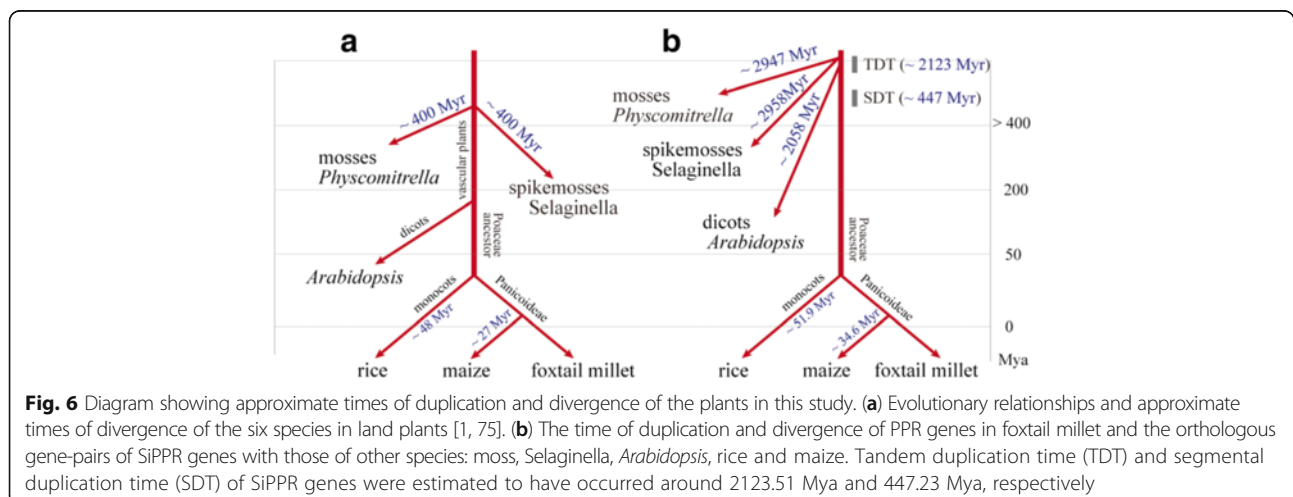 a
~ 400 Myr
~ 400 Myr
mosses
Physcomitrella
vascular plants
spikemosses
Selaginella
dicots
Arabidopsis
Poaceae
ancestor
monocots
Panicoideae
~ 48 Myr
~ 27 Myr
rice
maize
foxtail millet
b
~ 2947 Myr
mosses
Physcomitrella
~ 2958Myr
spikemosses
Selaginella
~ 2058 Myr
dicots
Arabidopsis
Poaceae
ancestor
monocots
Panicoideae
~ 51.9 Myr
~ 34.6 Myr
rice
maize
foxtail millet
TDT (~ 2123 Myr)
SDT (~ 447 Myr)
> 400
200
50
0
Mya
Fig. 6 Diagram showing approximate times of duplication and divergence of the plants in this study. (a) Evolutionary relationships and approximate
times of divergence of the six species in land plants [1, 75]. (b) The time of duplication and divergence of PPR genes in foxtail millet and the orthologous
gene-pairs of SiPPR genes with those of other species: moss, Selaginella, Arabidopsis, rice and maize. Tandem duplication time (TDT) and segmental
duplication time (SDT) of SiPPR genes were estimated to have occurred around 2123.51 Mya and 447.23 Mya, respectively